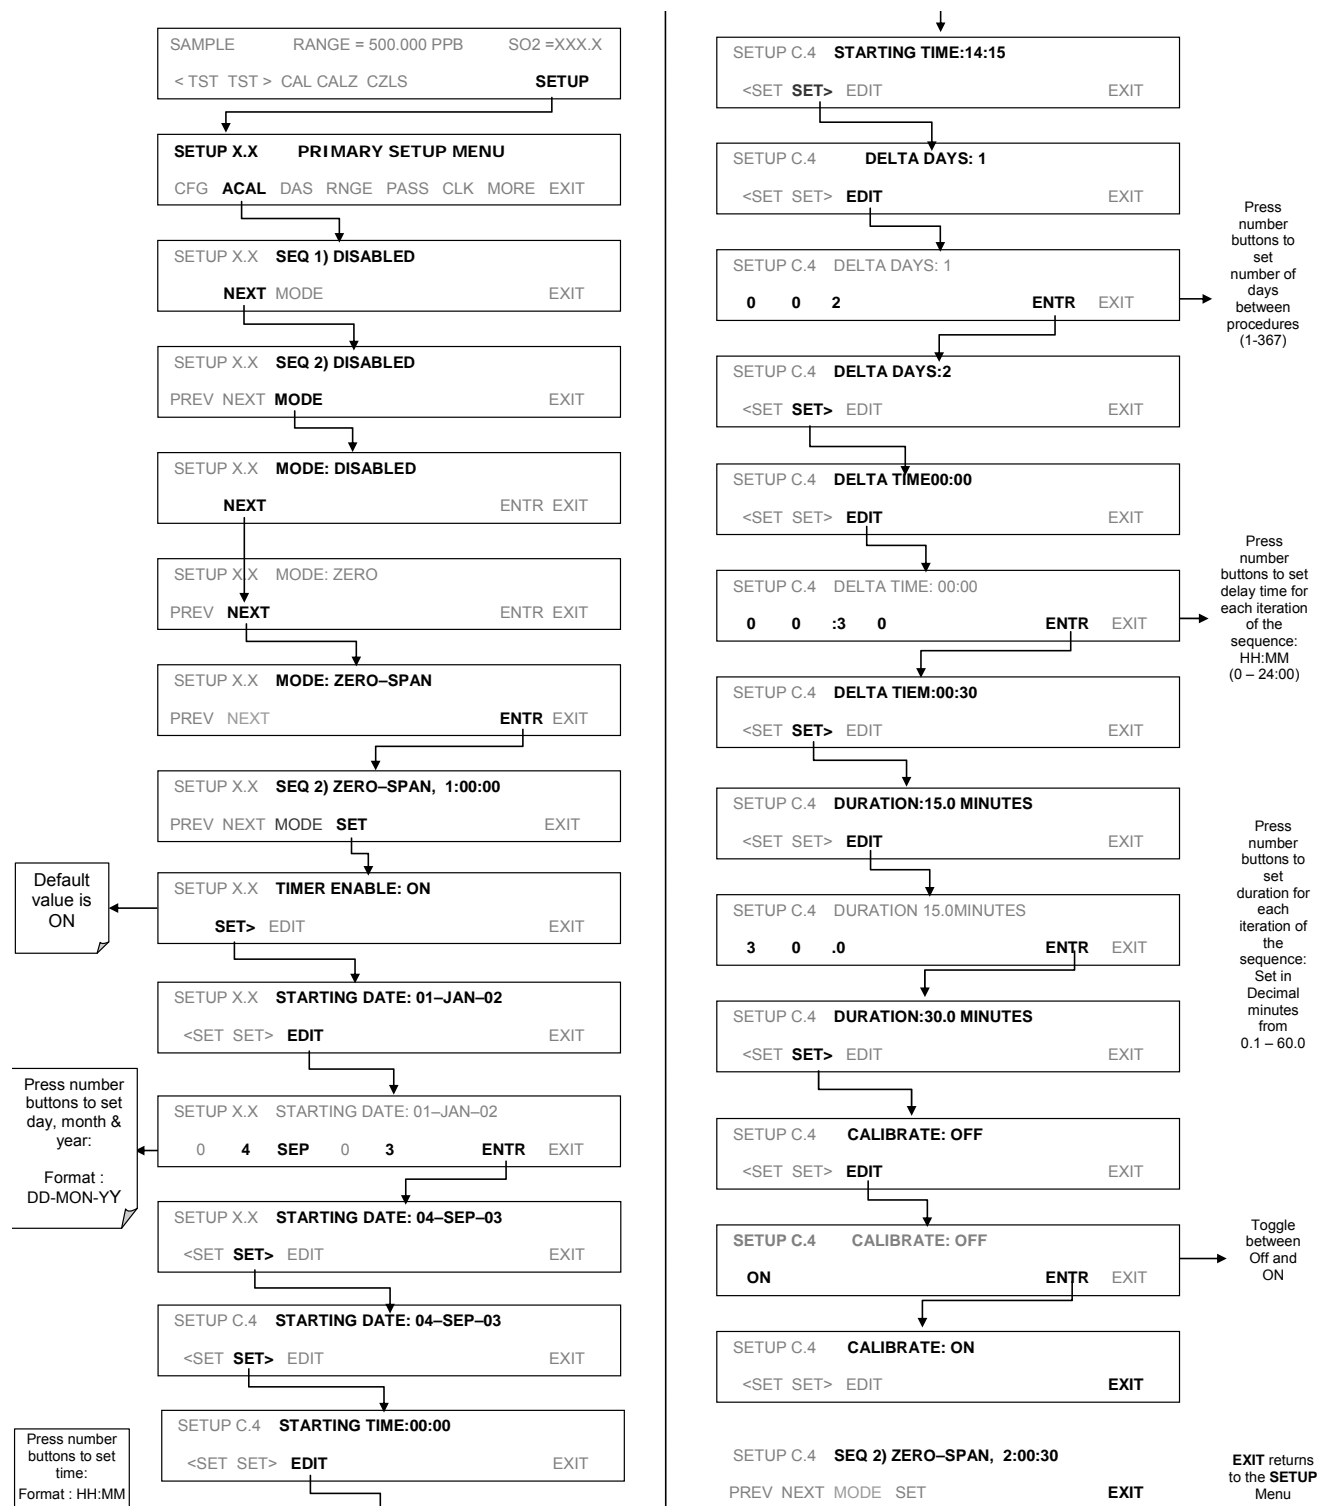 SAMPLE RANGE = 500.000 PPB SO2 =XXX.X
< TST TST > CAL CALZ CZLS SETUP
SETUP X.X PRIMARY SETUP MENU
CFG ACAL DAS RNGE PASS CLK MORE EXIT
SETUP X.X SEQ 1) DISABLED
NEXT MODE EXIT
SETUP X.X SEQ 2) DISABLED
PREV NEXT MODE EXIT
SETUP X.X MODE: DISABLED
NEXT ENTR EXIT
SETUP X.X MODE: ZERO
PREV NEXT ENTR EXIT
SETUP X.X MODE: ZERO–SPAN
PREV NEXT ENTR EXIT
SETUP X.X SEQ 2) ZERO–SPAN, 1:00:00
PREV NEXT MODE SET EXIT
Default
value is
ON
SETUP X.X TIMER ENABLE: ON
SET> EDIT EXIT
SETUP X.X STARTING DATE: 01–JAN–02
<SET SET> EDIT EXIT
Press number
buttons to set
day, month &
year:
Format :
DD-MON-YY
SETUP X.X STARTING DATE: 01–JAN–02
0 4 SEP 0 3 ENTR EXIT
SETUP X.X STARTING DATE: 04–SEP–03
<SET SET> EDIT EXIT
SETUP C.4 STARTING DATE: 04–SEP–03
<SET SET> EDIT EXIT
Press number
buttons to set
time:
Format : HH:MM
SETUP C.4 STARTING TIME:00:00
<SET SET> EDIT EXIT
SETUP C.4 STARTING TIME:14:15
<SET SET> EDIT EXIT
SETUP C.4 DELTA DAYS: 1
<SET SET> EDIT EXIT
SETUP C.4 DELTA DAYS: 1
0 0 2 ENTR EXIT
Press
number
buttons to
set
number of
days
between
procedures
(1-367)
SETUP C.4 DELTA DAYS:2
<SET SET> EDIT EXIT
SETUP C.4 DELTA TIME00:00
<SET SET> EDIT EXIT
SETUP C.4 DELTA TIME: 00:00
0 0 :3 0 ENTR EXIT
Press
number
buttons to set
delay time for
each iteration
of the
sequence:
HH:MM
(0 – 24:00)
SETUP C.4 DELTA TIEM:00:30
<SET SET> EDIT EXIT
SETUP C.4 DURATION:15.0 MINUTES
<SET SET> EDIT EXIT
SETUP C.4 DURATION 15.0MINUTES
3 0 .0 ENTR EXIT
Press
number
buttons to
set
duration for
each
iteration of
the
sequence:
Set in
Decimal
minutes
from
0.1 – 60.0
SETUP C.4 DURATION:30.0 MINUTES
<SET SET> EDIT EXIT
SETUP C.4 CALIBRATE: OFF
<SET SET> EDIT EXIT
SETUP C.4 CALIBRATE: OFF
ON ENTR EXIT
Toggle
between
Off and
ON
SETUP C.4 CALIBRATE: ON
<SET SET> EDIT EXIT
SETUP C.4 SEQ 2) ZERO–SPAN, 2:00:30
PREV NEXT MODE SET EXIT
EXIT returns
to the SETUP
Menu